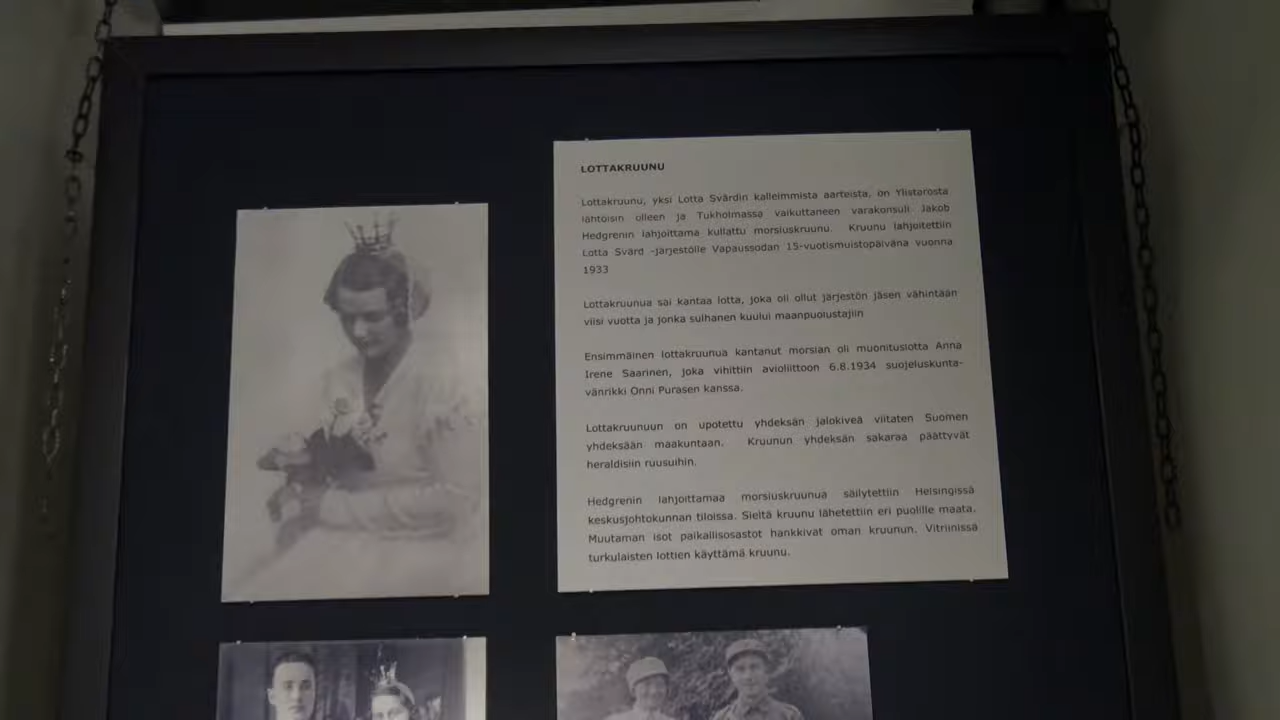 LOTTAKRUUNU
Lottakruunu, yksi Lotta Svärdin kalleimmista aarteista, on Ylistarosta
lähtöisin olleen ja Tukholmassa vaikuttaneen varakonsuli Jakob
Hedgrenin lahjoittama kullattu morsiuskruunu. Kruunu lahjoitettiin
Lotta Svärd -järjestölle Vapaussodan 15-vuotismuistopäivänä vuonna
1933
Lottakruunua sai kantaa lotta, joka oli ollut järjestön jäsen vähintään
viisi vuotta ja jonka sulhanen kuului maanpuolustajiin
Ensimmäinen lottakruunua kantanut morsian oli muonituslotta Anna
Irene Saarinen, joka vihittiin avioliittoon 6.8.1934 suojeluskunta-
vänrikki Onni Purasen kanssa.
Lottakruunuun on upotettu yhdeksän jalokiveä viitaten Suomen
yhdeksään maakuntaan. Kruunun yhdeksän sakaraa päättyvät
heraldisiin ruusuihin.
Hedgrenin lahjoittamaa morsiuskruunua säilytettiin Helsingissä
keskusjohtokunnan tiloissa. Sieltä kruunu lähetettiin eri puolille maata.
Muutaman isot paikallisosastot hankkivat oman kruunun. Vitriinissä
turkulaisten lottien käyttämä kruunu.